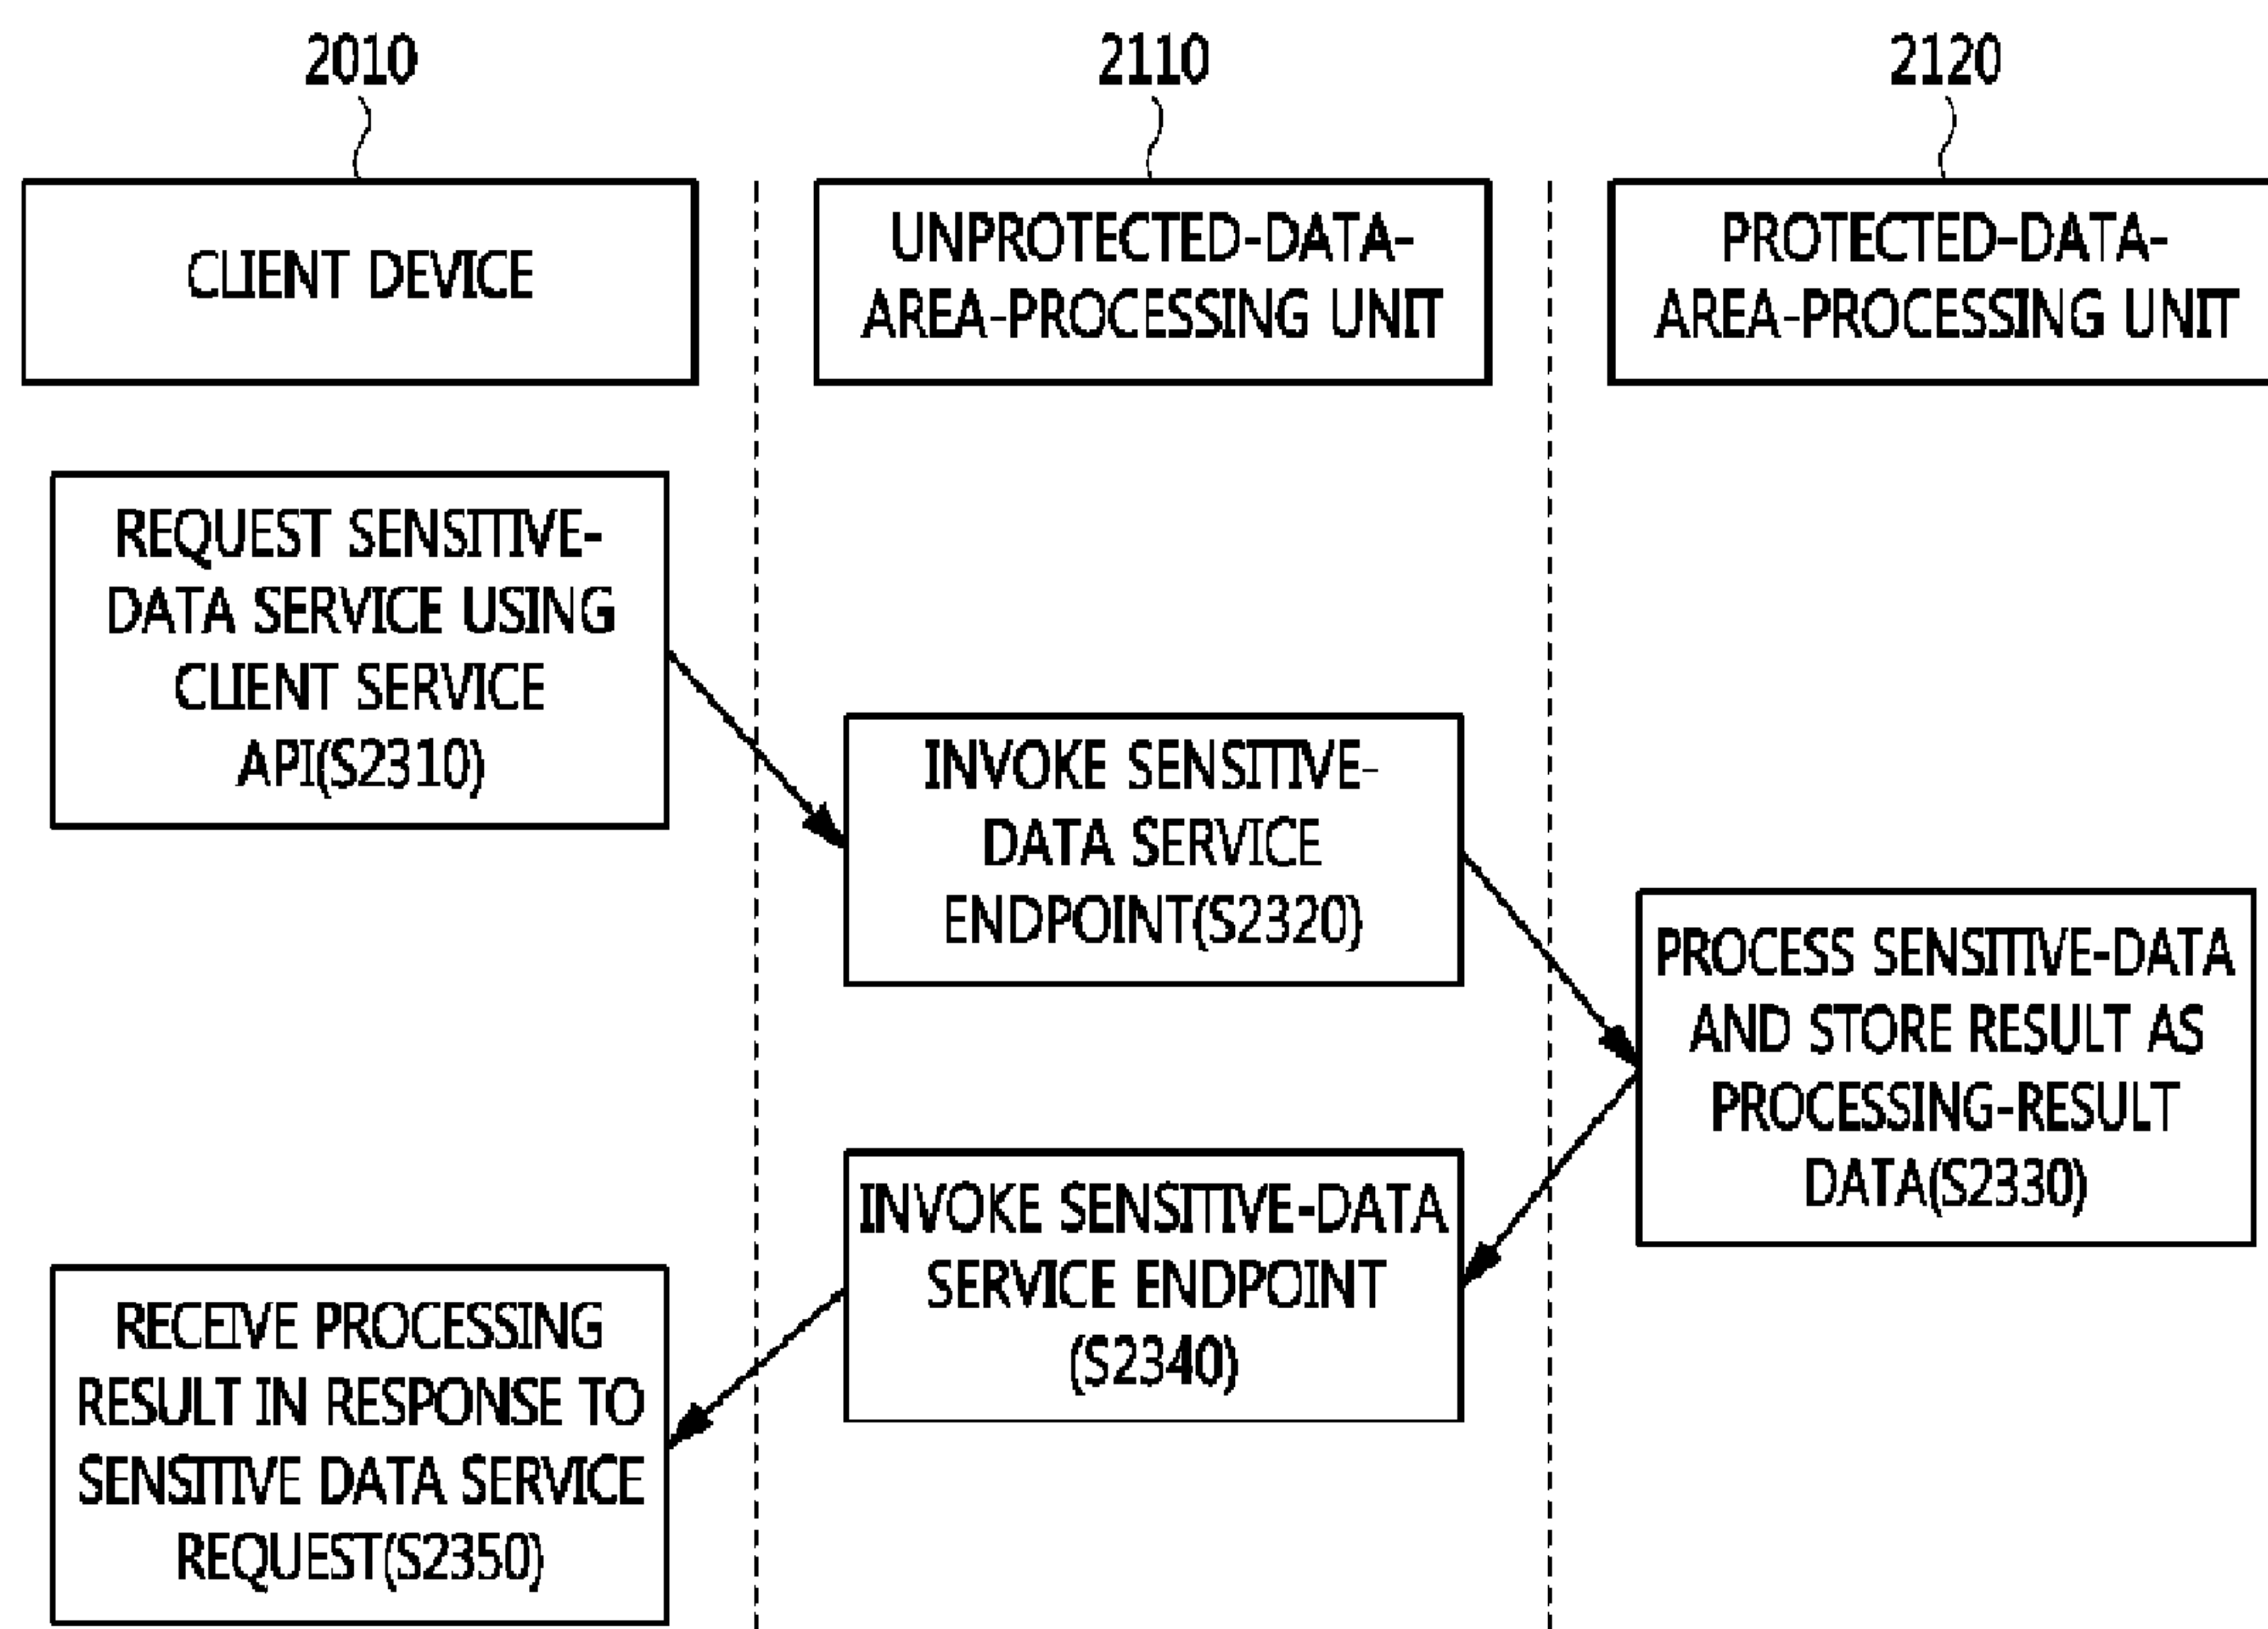 2010
2110
2120
CLIENT DEVICE
UNPROTECTED-DATA-
AREA-PROCESSING UNIT
PROTECTED-DATA-
AREA-PROCESSING UNIT
REQUEST SENSITIVE-
DATA SERVICE USING
CLIENT SERVICE
API(S2310)
INVOKE SENSITIVE-
DATA SERVICE
ENDPOINT(S2320)
PROCESS SENSITIVE-DATA
AND STORE RESULT AS
PROCESSING-RESULT
DATA(S2330)
INVOKE SENSITIVE-DATA
SERVICE ENDPOINT
(S2340)
RECEIVE PROCESSING
RESULT IN RESPONSE TO
SENSITIVE DATA SERVICE
REQUEST(S2350)